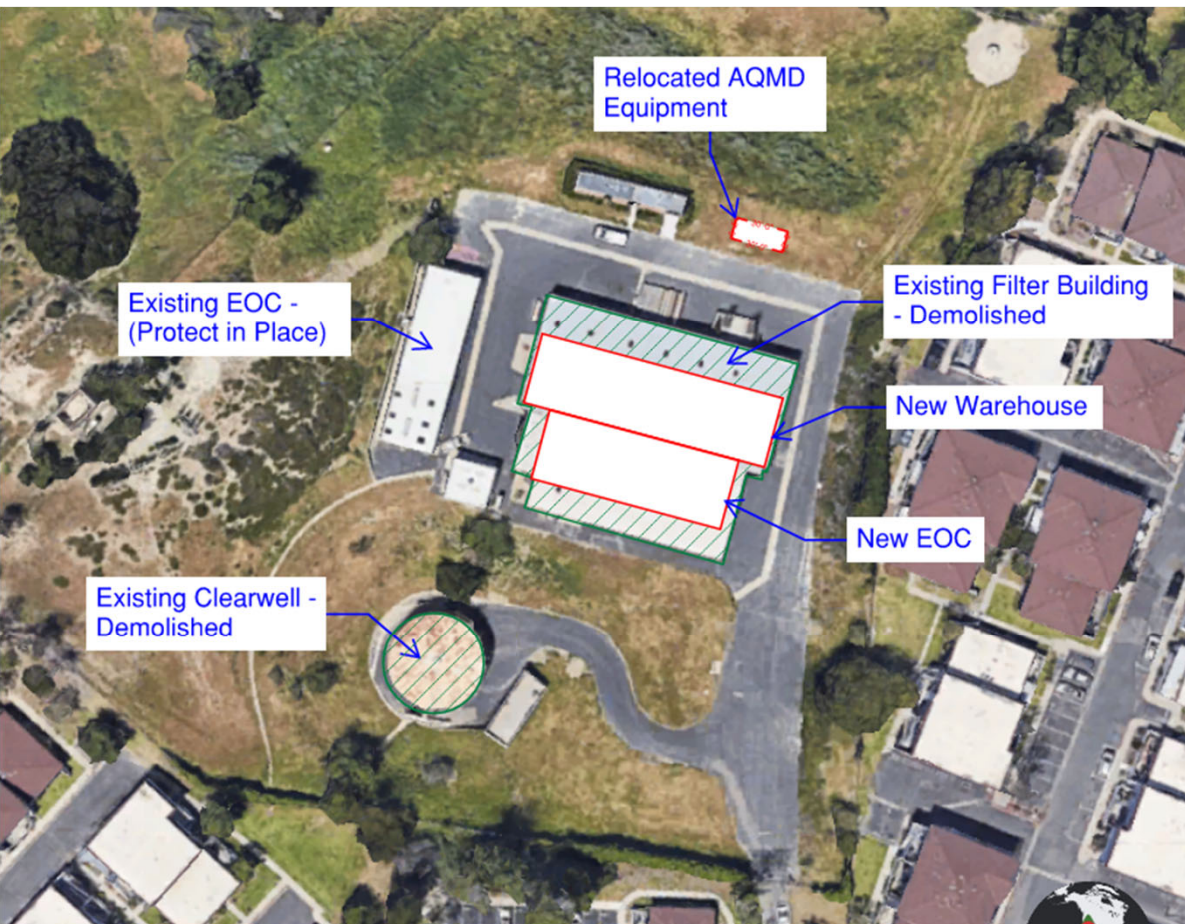 Relocated AQMD
Equipment
Existing EOC -
(Protect in Place)
Existing Filter Building
- Demolished
New Warehouse
New EOC
Existing Clearwell -
Demolished